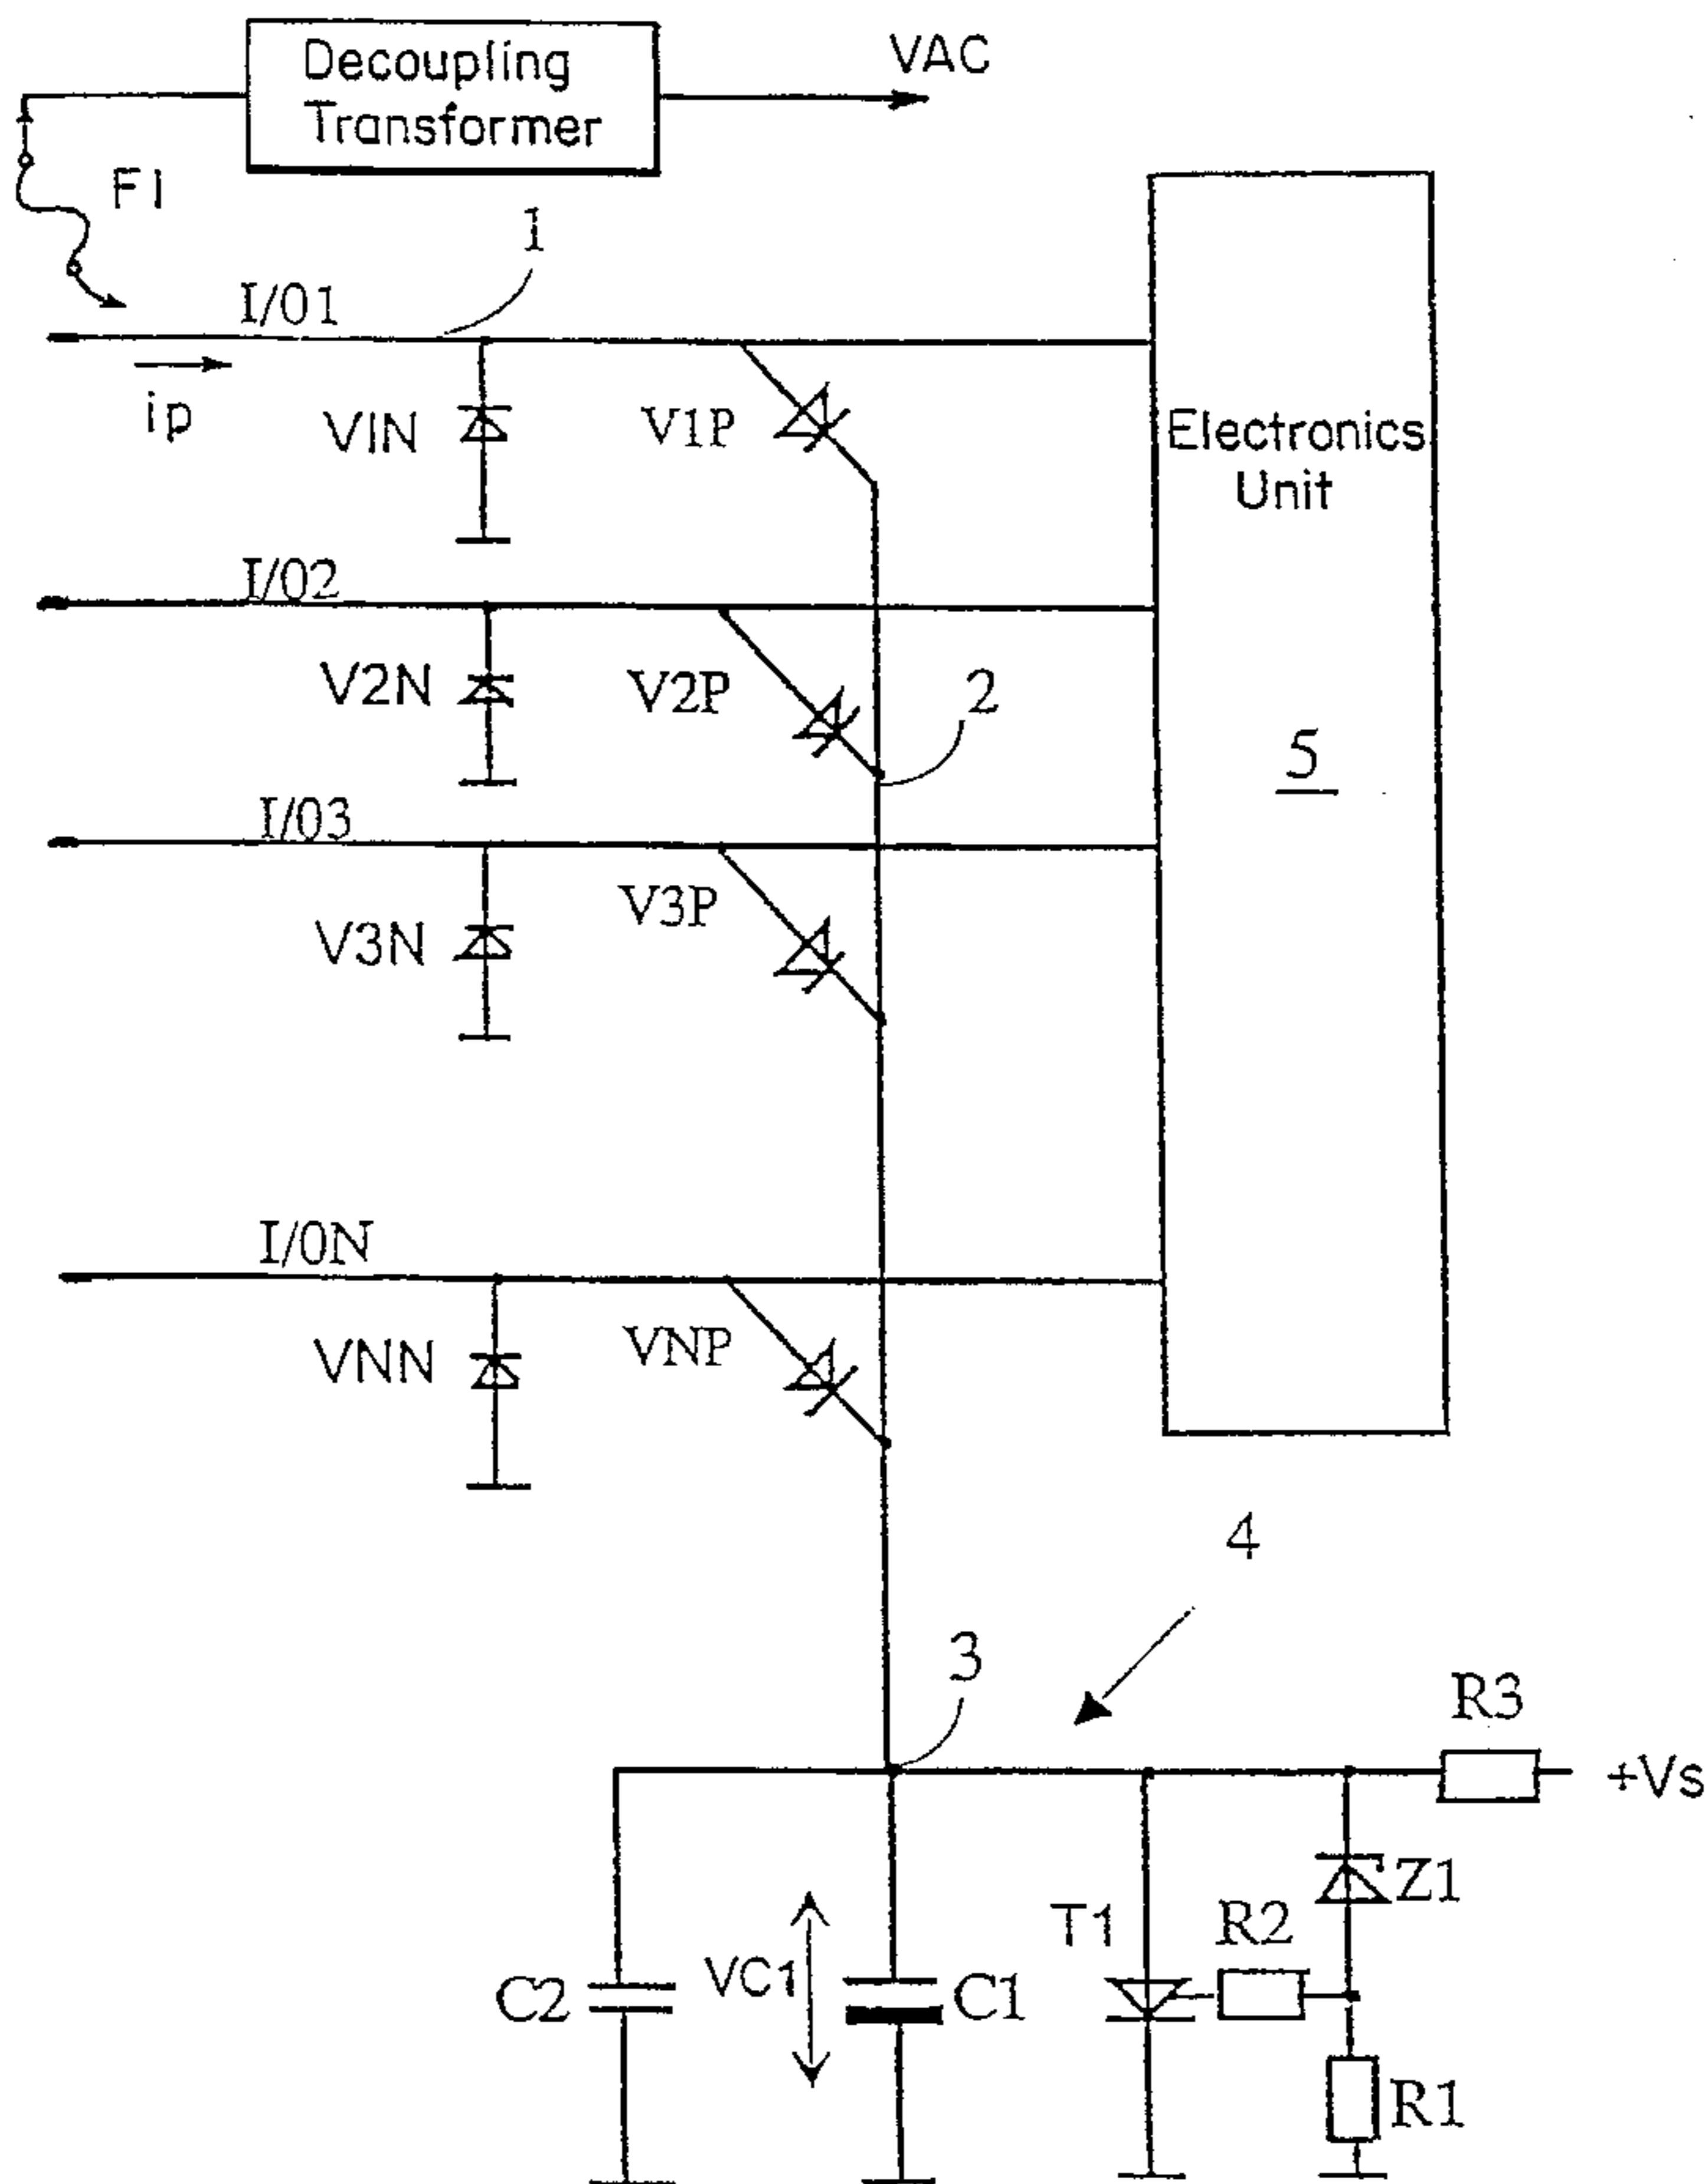 Decoupling
Transformer
VAC
FI
1
I/01
ip
VIN
V1P
Electronics
Unit
I/02
V2N
V2P
2
5
I/03
V3N
V3P
I/0N
VNN
VNP
4
3
R3
+Vs
Z1
T1
R2
VC1
C2
C1
R1